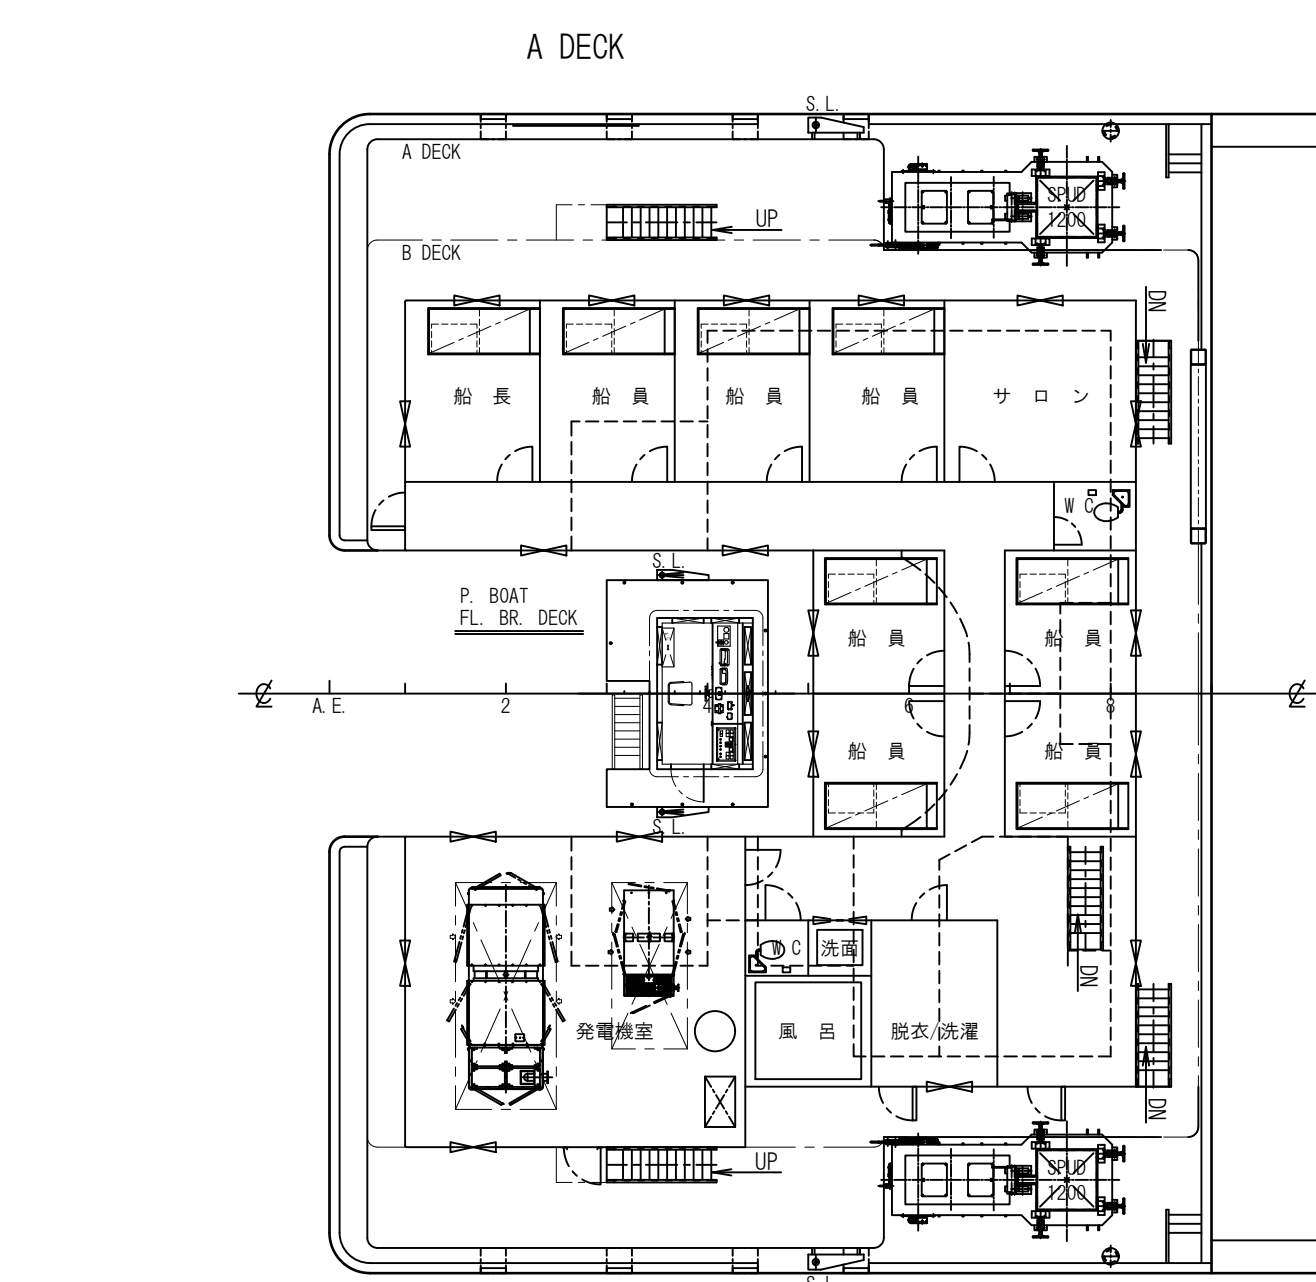 A DECK
S. L.
A DECK
SPUD
1200
UP
B DECK
DN
船 長
船 員
船 員
船 員
サ ロ ン
W C
S. L.
P. BOAT
FL. BR. DECK
船 員
船 員
A. E.
2
4
6
8
船 員
船 員
S. L.
W C
洗面
DN
発電機室
風 呂
脱衣/洗濯
DN
UP
SPUD
1200
S. L.